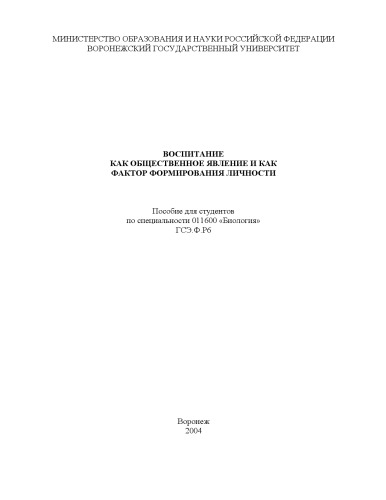 МИНИСТЕРСТВО ОБРАЗОВАНИЯ И НАУКИ РОССИЙСКОЙ ФЕДЕРАЦИИ
ВОРОНЕЖСКИЙ ГОСУДАРСТВЕННЫЙ УНИВЕРСИТЕТ
ВОСПИТАНИЕ
КАК ОБЩЕСТВЕННОЕ ЯВЛЕНИЕ И КАК
ФАКТОР ФОРМИРОВАНИЯ ЛИЧНОСТИ
Пособие для студентов
по специальности 011600 «Биология»
ГСЭ.Ф.Р6
Воронеж
2004